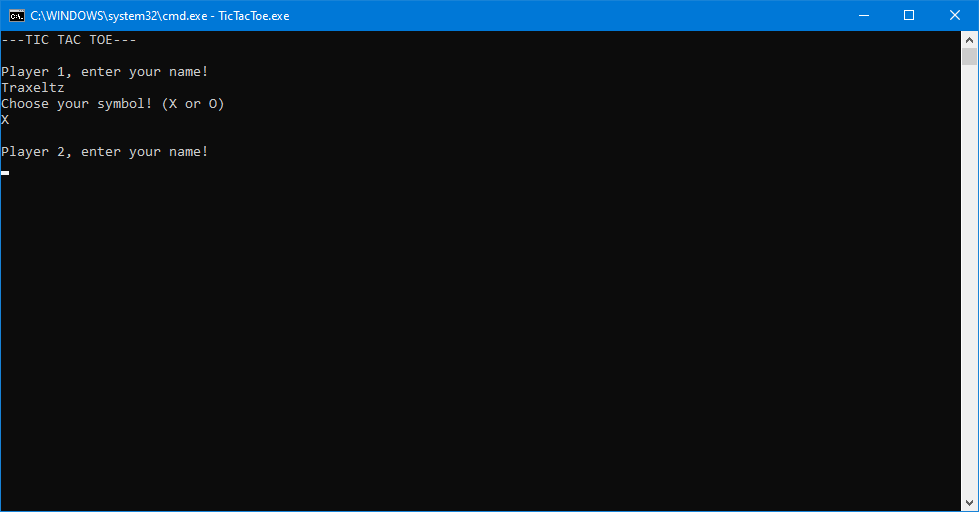 C:\WINDOWS\system32\cmd.exe - TicTacToe.exe
---TIC TAC TOE---
Player 1, enter your name!
Traxeltz
Choose your symbol! (X or O)
X
Player 2, enter your name!